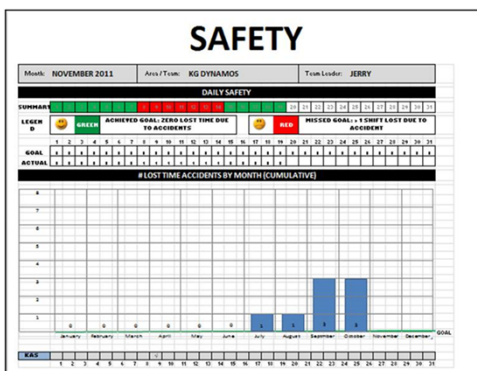 SAFETY
Month: NOVEMBER 2011 Area / Team: KG DYNAMOS Team Leader: JERRY
DAILY SAFETY
SUMMARY 20 21 22 23 24 25 26 27 28 29 30 31
LEGEN
D
GREEN ACHIEVED GOAL: ZERO LOST TIME DUE
TO ACCIDENTS
RED MISSED GOAL: 1 SHIFT LOST DUE TO
ACCIDENT
1 2 3 4 5 6 7 8 9 10 11 12 13 14 15 16 17 18 19 20 21 22 23 24 25 26 27 28 29 30 31
GOAL
ACTUAL
# LOST TIME ACCIDENTS BY MONTH (CUMULATIVE)
8
7
6
5
4
3
2
1
0 0 0 0 0 0 1 1 3 3
January February March April May June July August September October November December GOAL
KAS
1 2 3 4 5 6 7 8 9 10 11 12 13 14 15 16 17 18 19 20 21 22 23 24 25 26 27 28 29 30 31